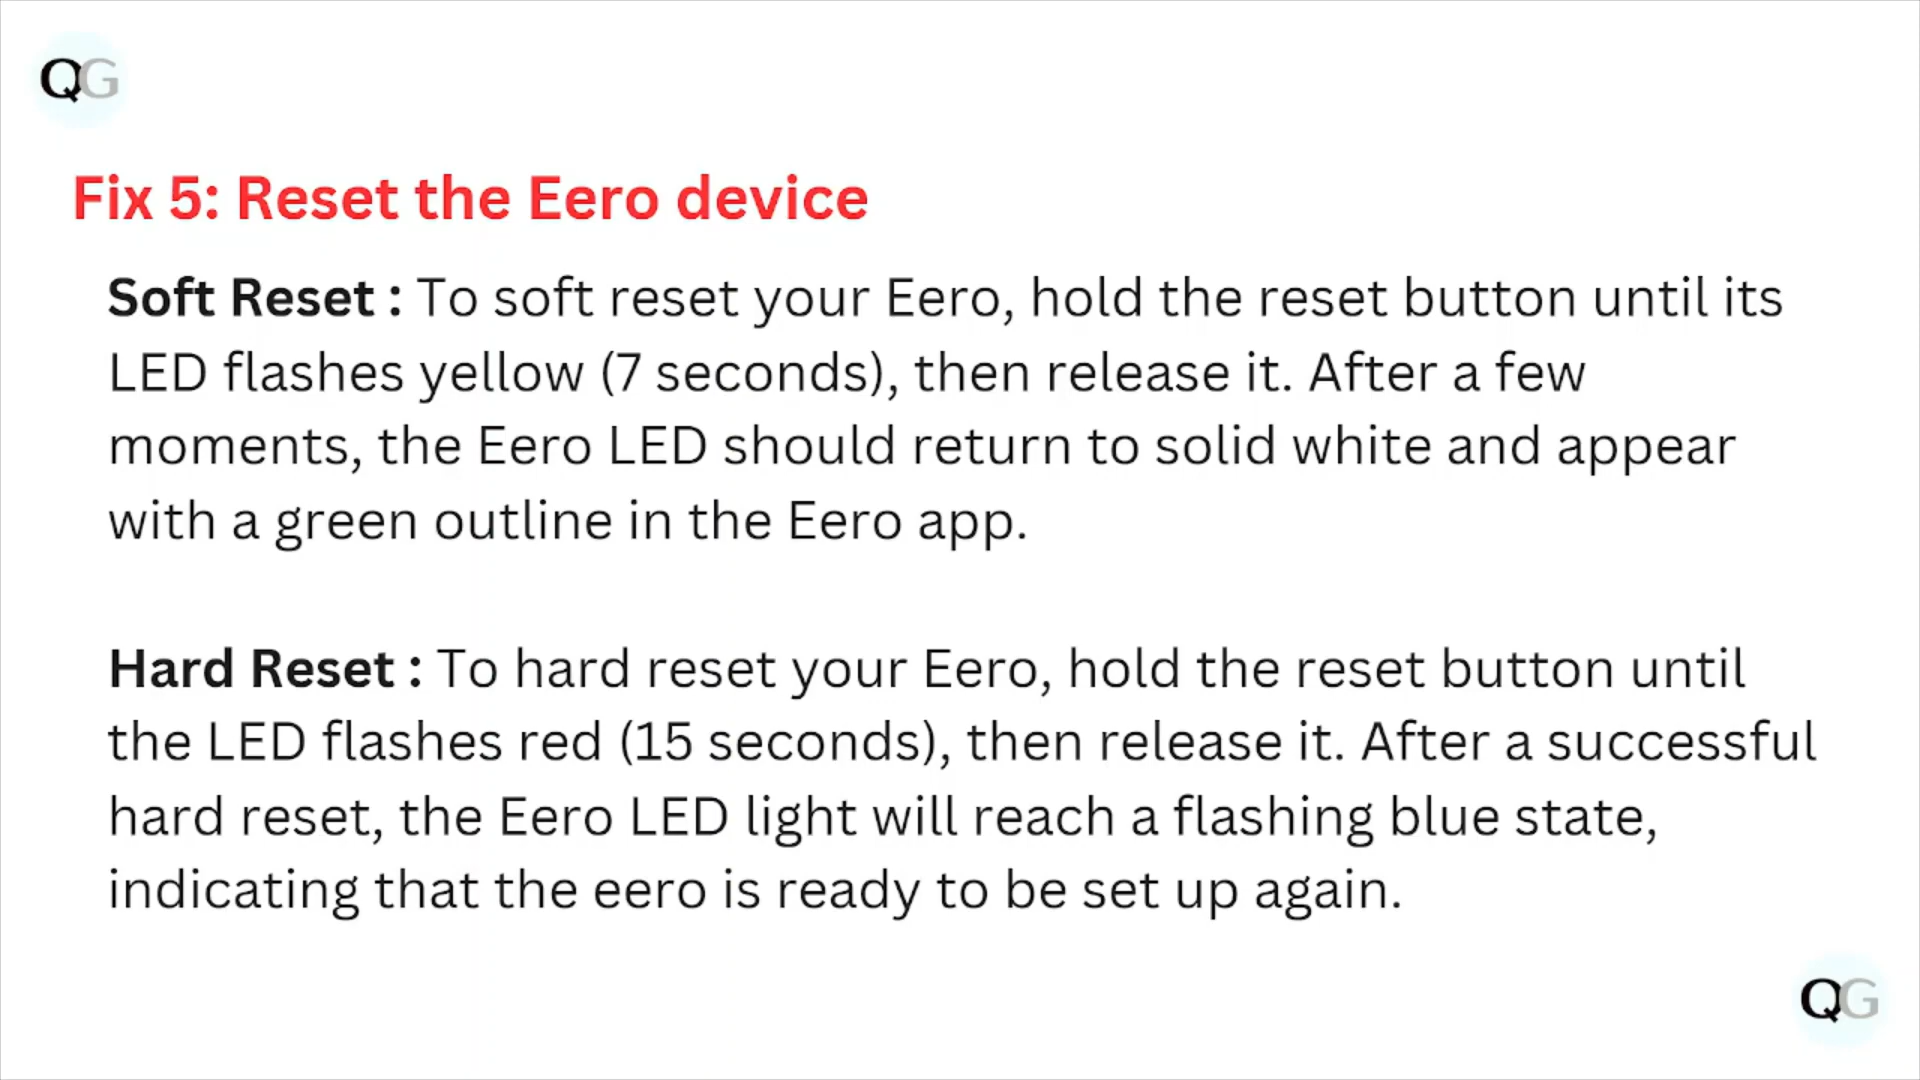 QG
Fix 5: Reset the Eero device
Soft Reset : To soft reset your Eero, hold the reset button until its
LED flashes yellow (7 seconds), then release it. After a few
moments, the Eero LED should return to solid white and appear
with a green outline in the Eero app.
Hard Reset : To hard reset your Eero, hold the reset button until
the LED flashes red (15 seconds), then release it. After a successful
hard reset, the Eero LED light will reach a flashing blue state,
indicating that the eero is ready to be set up again.
QG